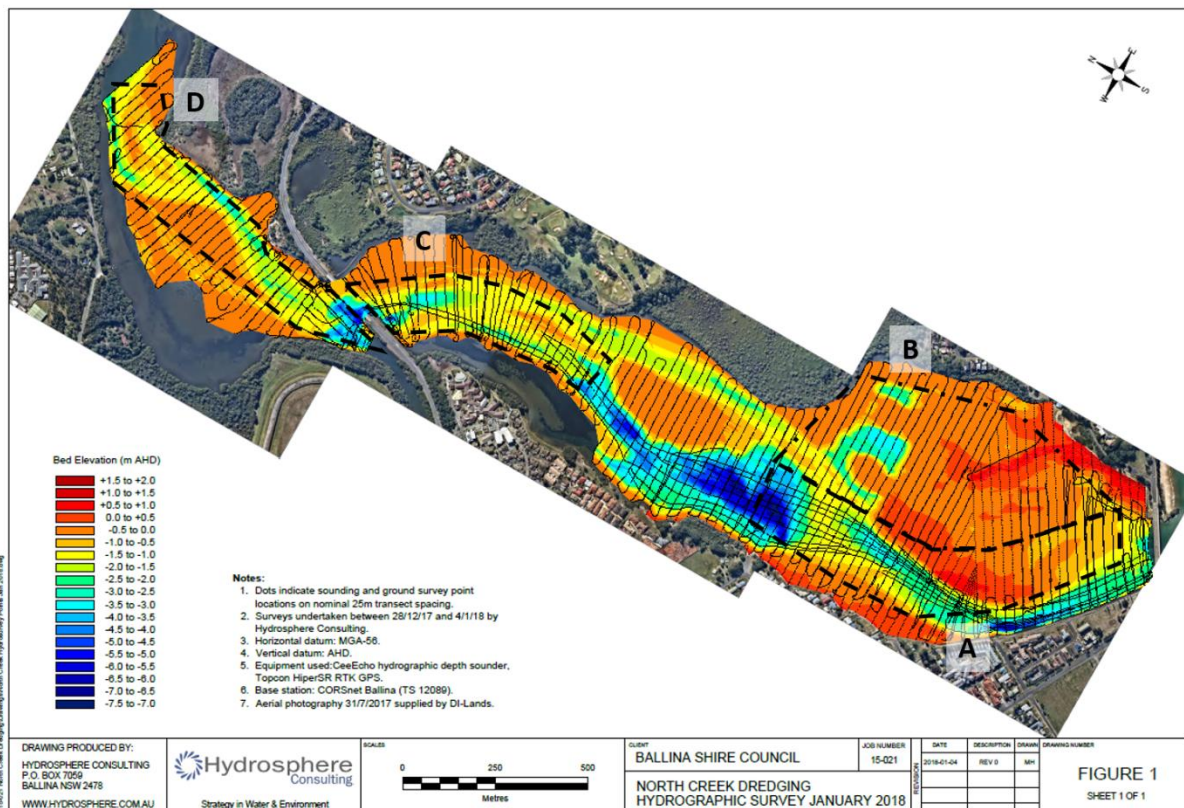 D
C
B
A
N
E
S
W
Bed Elevation (m AHD)
+1.5 to +2.0
+1.0 to +1.5
+0.5 to +1.0
0.0 to +0.5
-0.5 to 0.0
-1.0 to -0.5
-1.5 to -1.0
-2.0 to -1.5
-2.5 to -2.0
-3.0 to -2.5
-3.5 to -3.0
-4.0 to -3.5
-4.5 to -4.0
-5.0 to -4.5
-5.5 to -5.0
-6.0 to -5.5
-6.5 to -6.0
-7.0 to -6.5
-7.5 to -7.0
Notes:
1. Dots indicate sounding and ground survey point
locations on nominal 25m transect spacing.
2. Surveys undertaken between 28/12/17 and 4/1/18 by
Hydrosphere Consulting.
3. Horizontal datum: MGA-56.
4. Vertical datum: AHD.
5. Equipment used:CeeEcho hydrographic depth sounder,
Topcon HiperSR RTK GPS.
6. Base station: CORSnet Ballina (TS 12089).
7. Aerial photography 31/7/2017 supplied by DI-Lands.
DRAWING PRODUCED BY:
HYDROSPHERE CONSULTING
P.O. BOX 7059
BALLINA NSW 2478
WWW.HYDROSPHERE.COM.AU
Hydrosphere
Consulting
Strategy in Water & Environment
SCALES
0 250 500
Metres
CLIENT
BALLINA SHIRE COUNCIL
NORTH CREEK DREDGING
HYDROGRAPHIC SURVEY JANUARY 2018
JOB NUMBER
15-021
REVISION
DATE DESCRIPTION DRAWN
2018-01-04 REV 0 MH
DRAWING NUMBER
FIGURE 1
SHEET 1 OF 1